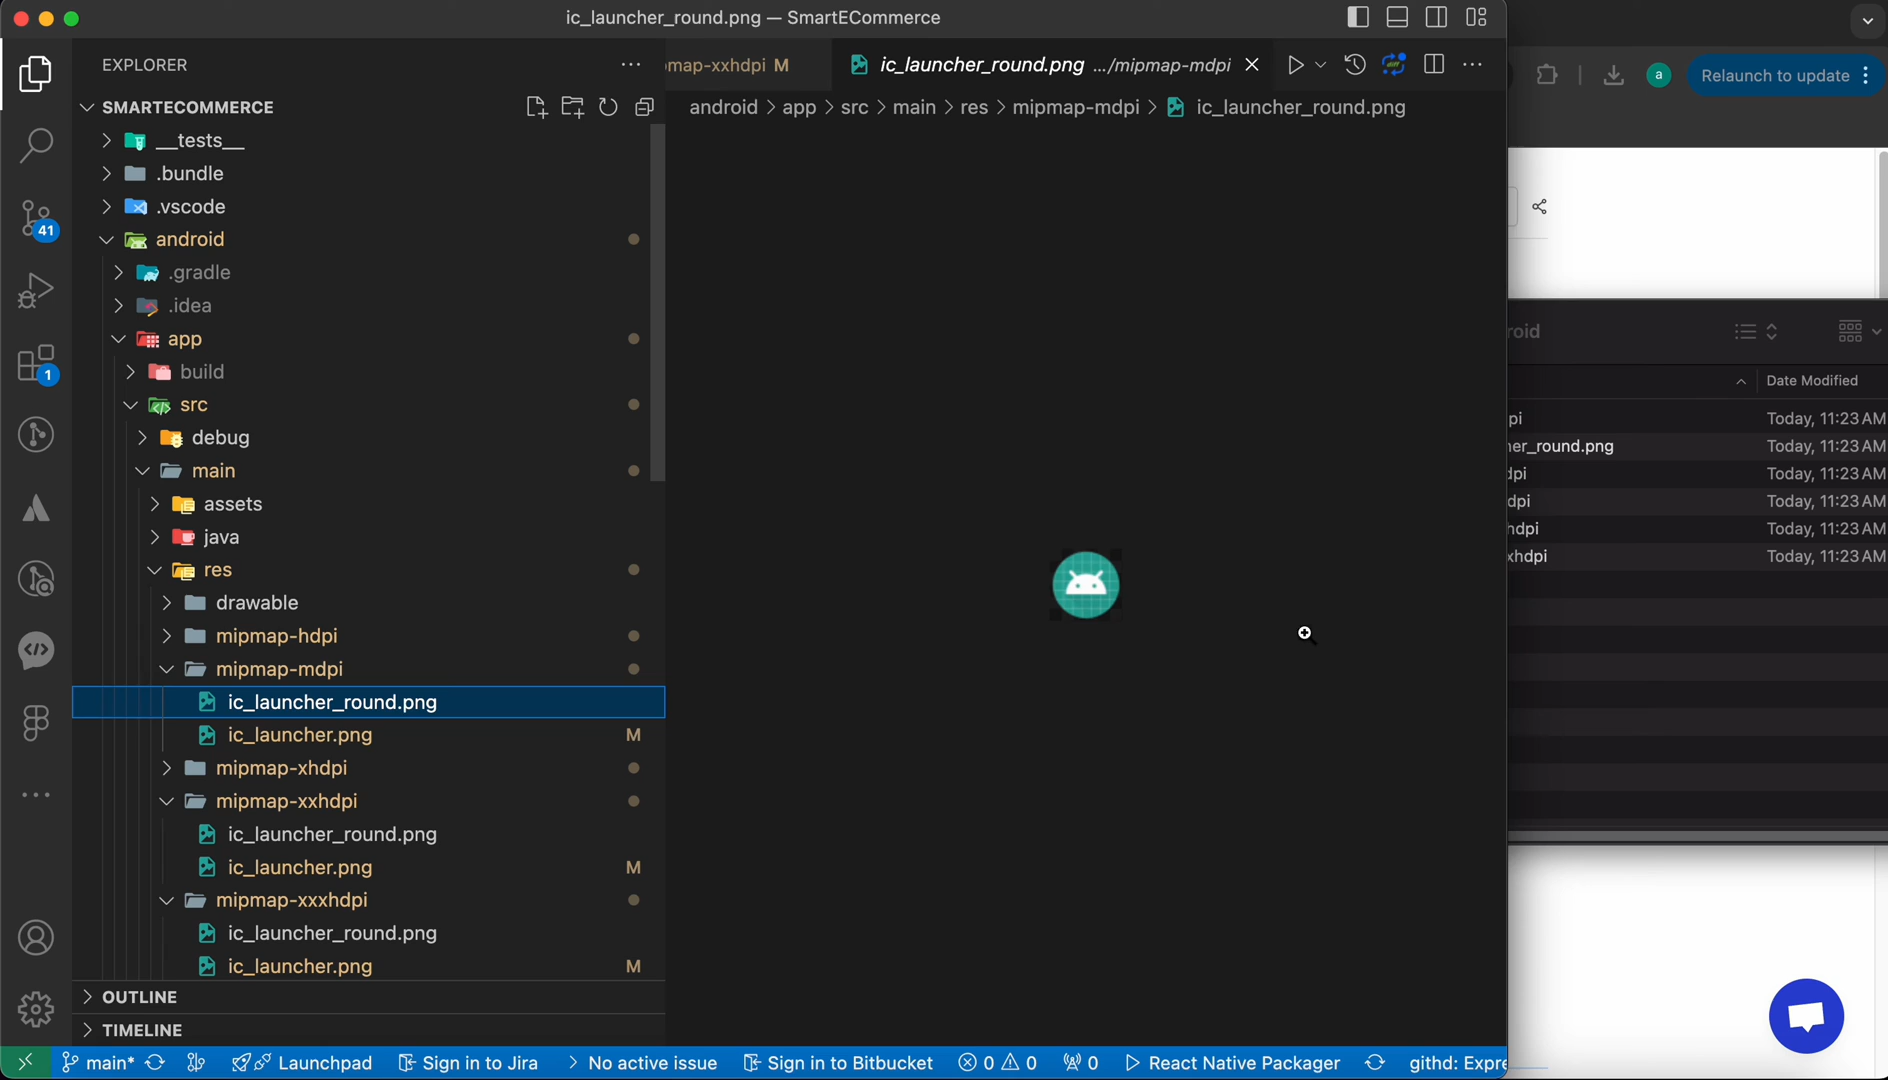 ic_launcher_round.png — SmartECommerce
EXPLORER
map-xxhdpi M
ic_launcher_round.png .../mipmap-mdpi
a
Relaunch to update
SMARTECOMMERCE
android > app > src > main > res > mipmap-mdpi > ic_launcher_round.png
__tests__
.bundle
.vscode
41
android
.gradle
.idea
app
build
1
src
debug
main
assets
java
res
drawable
mipmap-hdpi
mipmap-mdpi
ic_launcher_round.png
ic_launcher.png M
mipmap-xhdpi
mipmap-xxhdpi
ic_launcher_round.png
ic_launcher.png M
mipmap-xxxhdpi
ic_launcher_round.png
ic_launcher.png M
OUTLINE
TIMELINE
roid
Date Modified
pi Today, 11:23 AM
er_round.png Today, 11:23 AM
dpi Today, 11:23 AM
dpi Today, 11:23 AM
hdpi Today, 11:23 AM
xhdpi Today, 11:23 AM
main* Launchpad Sign in to Jira > No active issue Sign in to Bitbucket 0 0 0 React Native Packager githd: Expre